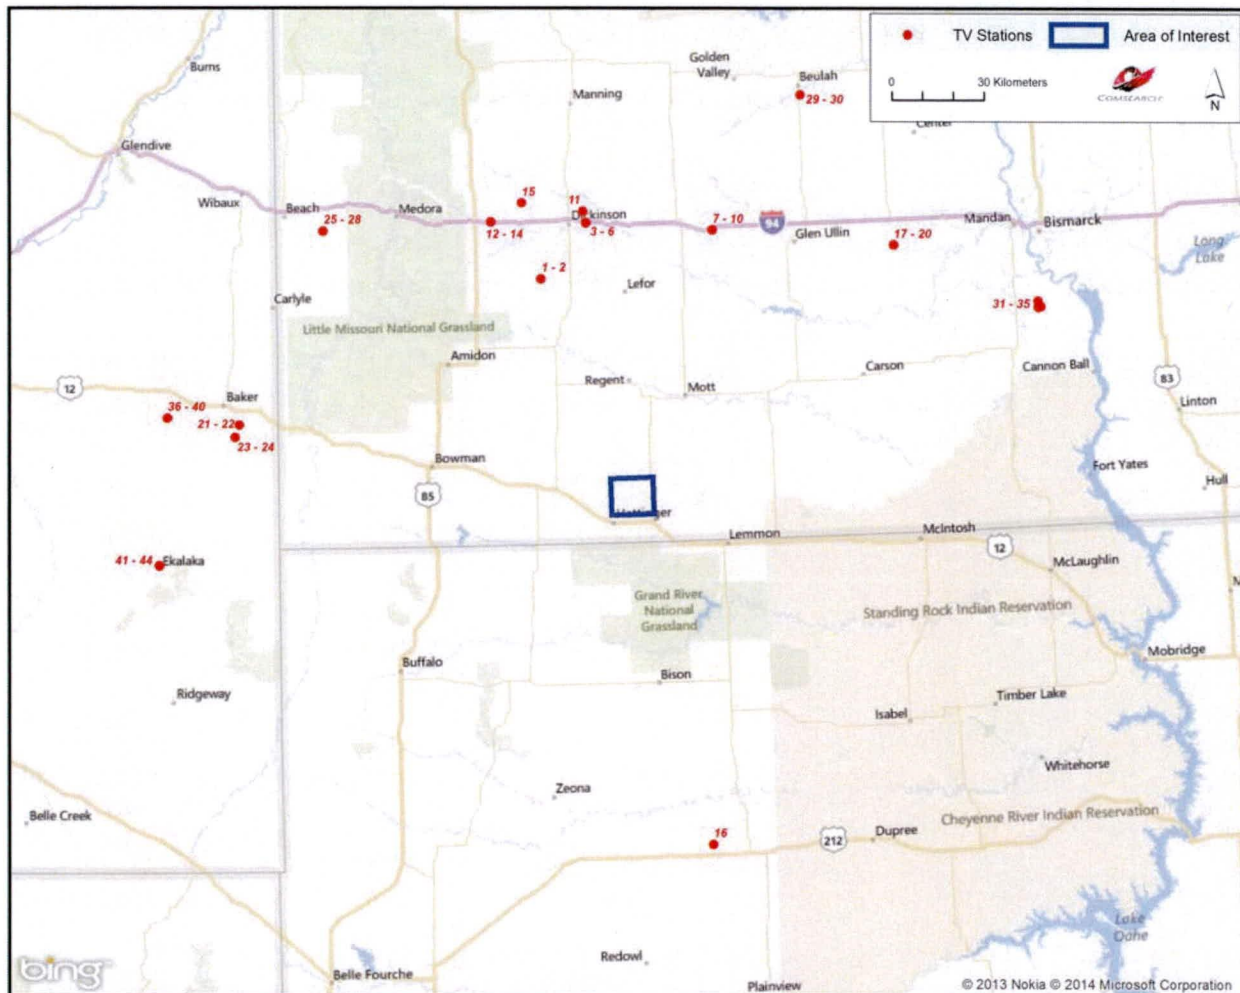 TV Stations
Area of Interest
0
30 Kilometers
COMSEARCH
N
Burns
Golden
Valley
Beulah
29 - 30
Manning
Center
Glendive
Wibaux
Beach
25 - 28
Medora
15
11
Dickinson
12 - 14
3 - 6
7 - 10
94
Glen Ullin
17 - 20
Mandan
Bismarck
Long
Lake
1 - 2
Lefor
Carlyle
31 - 35
Little Missouri National Grassland
Amidon
Regent
Mott
Carson
Cannon Ball
83
Linton
12
Baker
36 - 40
21 - 22
23 - 24
Bowman
85
Fort Yates
Hull
Hettinger
Lemmon
McIntosh
12
McLaughlin
41 - 44
Ekalaka
Grand River
National
Grassland
Standing Rock Indian Reservation
Mobridge
Buffalo
Bison
Ridgeway
Timber Lake
Isabel
Whitehorse
Zeona
Belle Creek
Cheyenne River Indian Reservation
16
212
Dupree
Lake
Oahe
Redowl
bing
Belle Fourche
Plainview
© 2013 Nokia © 2014 Microsoft Corporation